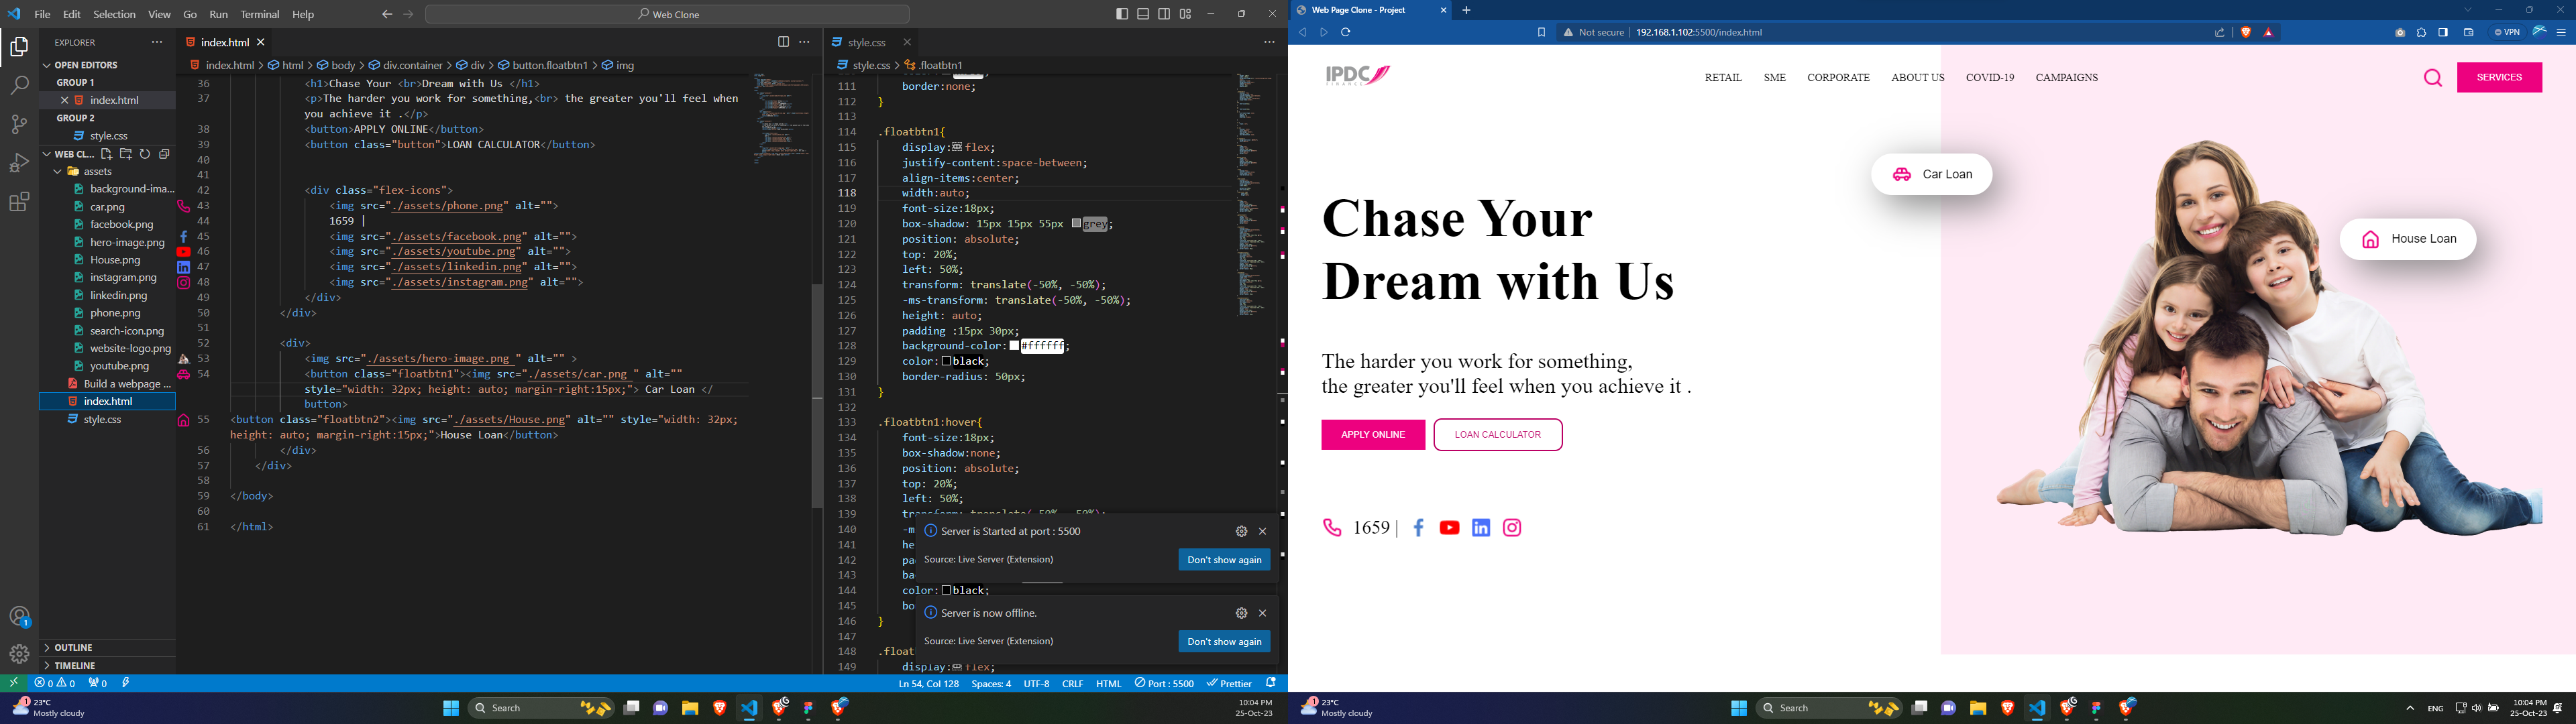 File Edit Selection View Go Run Terminal Help
Web Clone
EXPLORER
OPEN EDITORS
GROUP 1
index.html
GROUP 2
style.css
WEB CL...
assets
background-ima...
car.png
facebook.png
hero-image.png
House.png
instagram.png
linkedin.png
phone.png
search-icon.png
website-logo.png
youtube.png
Build a webpage ...
index.html
style.css
OUTLINE
TIMELINE
index.html
index.html > html > body > div.container > div > button.floatbtn1 > img
36 <h1>Chase Your <br>Dream with Us </h1>
37 <p>The harder you work for something,<br> the greater you'll feel when
you achieve it .</p>
38 <button>APPLY ONLINE</button>
39 <button class="button">LOAN CALCULATOR</button>
40
41
42 <div class="flex-icons">
43 <img src="./assets/phone.png" alt="">
44 1659 |
45 <img src="./assets/facebook.png" alt="">
46 <img src="./assets/youtube.png" alt="">
47 <img src="./assets/linkedin.png" alt="">
48 <img src="./assets/instagram.png" alt="">
49 </div>
50 </div>
51
52 <div>
53 <img src="./assets/hero-image.png " alt="" >
54 <button class="floatbtn1"><img src="./assets/car.png " alt=""
style="width: 32px; height: auto; margin-right:15px;"> Car Loan </
button>
55 <button class="floatbtn2"><img src="./assets/House.png" alt="" style="width: 32px;
height: auto; margin-right:15px;">House Loan</button>
56 </div>
57 </div>
58
59 </body>
60
61 </html>
style.css
style.css > .floatbtn1
111 border:none;
112 }
113
114 .floatbtn1{
115 display: flex;
116 justify-content:space-between;
117 align-items:center;
118 width:auto;
119 font-size:18px;
120 box-shadow: 15px 15px 55px grey;
121 position: absolute;
122 top: 20%;
123 left: 50%;
124 transform: translate(-50%, -50%);
125 -ms-transform: translate(-50%, -50%);
126 height: auto;
127 padding :15px 30px;
128 background-color: #ffffff;
129 color: black;
130 border-radius: 50px;
131 }
132
133 .floatbtn1:hover{
134 font-size:18px;
135 box-shadow:none;
136 position: absolute;
137 top: 20%;
138 left: 50%;
139 transform: translate(-50%, -50%);
140 -m
141 he
142 pa
143 ba
144 color: black;
145 bo
146 }
147
148 .float
149 display: flex;
Server is Started at port : 5500
Source: Live Server (Extension)
Don't show again
Server is now offline.
Source: Live Server (Extension)
Don't show again
0 0 0
Ln 54, Col 128 Spaces: 4 UTF-8 CRLF HTML Port : 5500 Prettier
23°C
Mostly cloudy
Search
10:04 PM
25-Oct-23
Web Page Clone - Project
Not secure 192.168.1.102:5500/index.html
VPN
IPDC
FINANCE
RETAIL SME CORPORATE ABOUT US COVID-19 CAMPAIGNS
SERVICES
Car Loan
House Loan
Chase Your
Dream with Us
The harder you work for something,
the greater you'll feel when you achieve it .
APPLY ONLINE
LOAN CALCULATOR
1659 |
23°C
Mostly cloudy
Search
ENG
10:04 PM
25-Oct-23